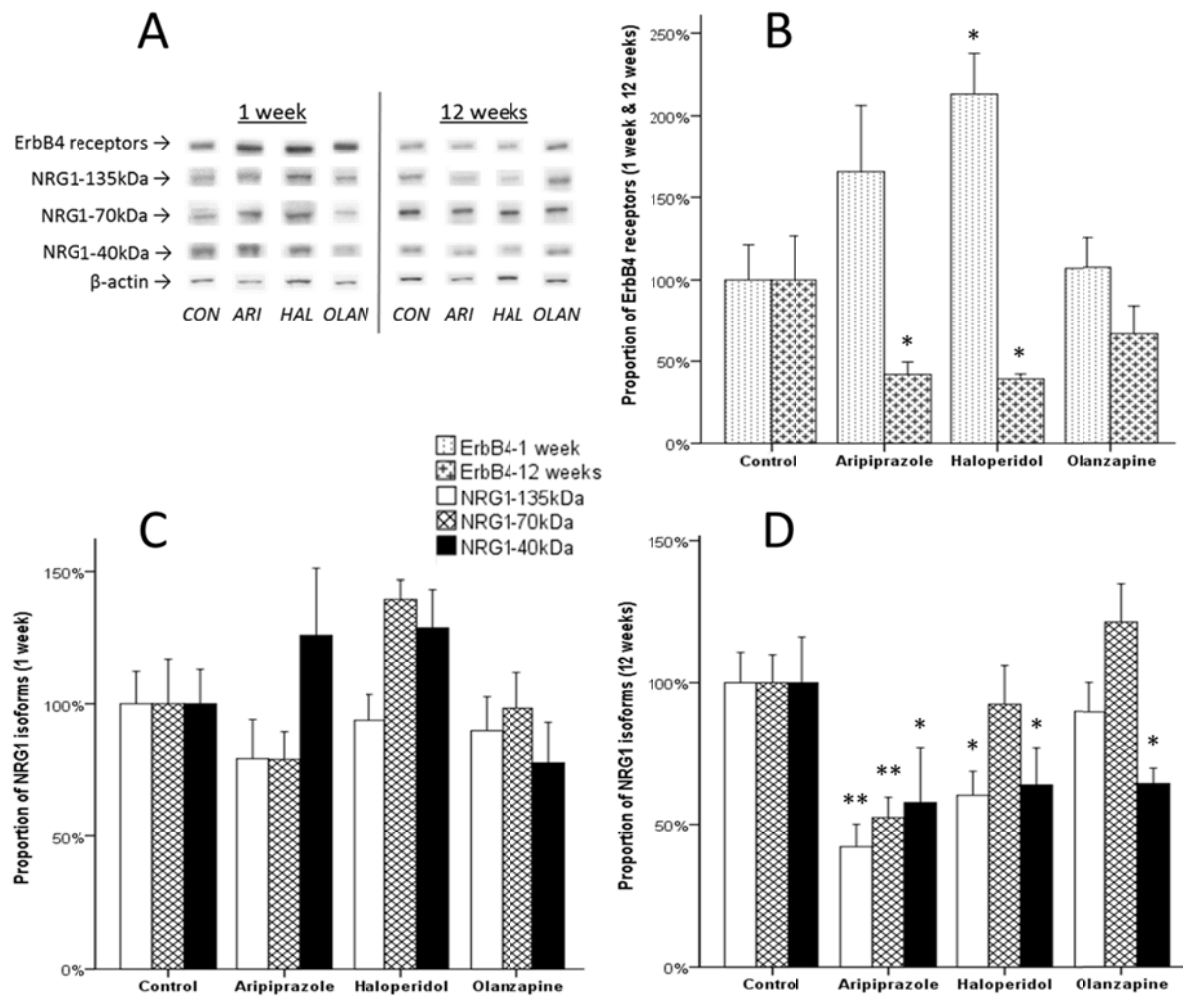 A
1 week
12 weeks
ErbB4 receptors →
NRG1-135kDa →
NRG1-70kDa →
NRG1-40kDa →
β-actin →
CON ARI HAL OLAN CON ARI HAL OLAN
B
Proportion of ErbB4 receptors (1 week & 12 weeks)
250%
200%
150%
100%
50%
0%
*
*
*
Control Aripiprazole Haloperidol Olanzapine
ErbB4-1 week
ErbB4-12 weeks
NRG1-135kDa
NRG1-70kDa
NRG1-40kDa
C
Proportion of NRG1 isoforms (1 week)
150%
100%
50%
0%
Control Aripiprazole Haloperidol Olanzapine
D
Proportion of NRG1 isoforms (12 weeks)
150%
100%
50%
0%
** ** * * * *
Control Aripiprazole Haloperidol Olanzapine